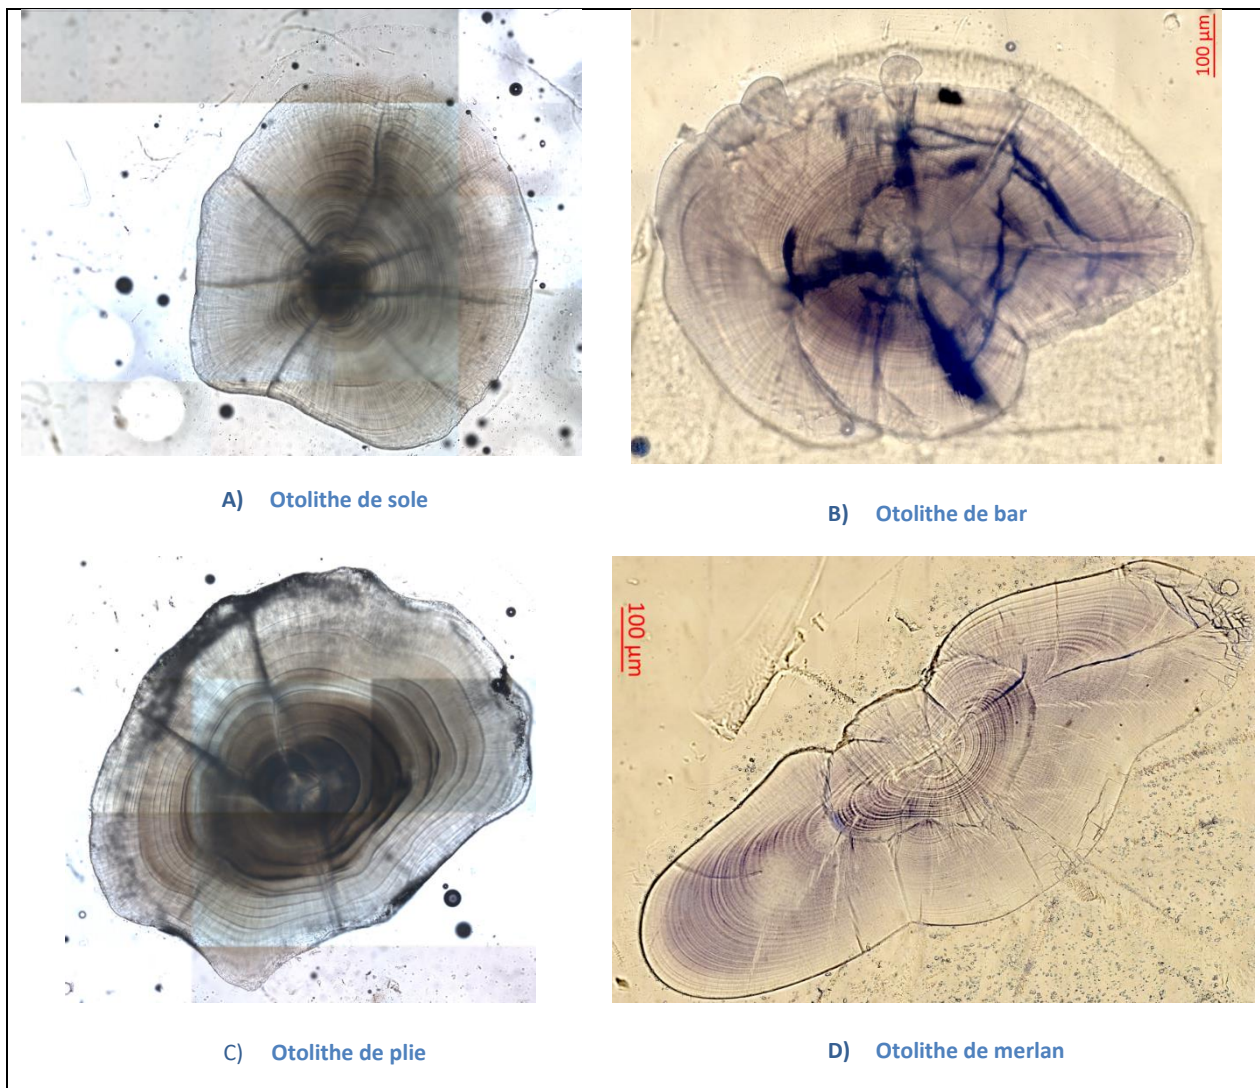 100 µm
A) Otolithe de sole
B) Otolithe de bar
100 µm
C) Otolithe de plie
D) Otolithe de merlan